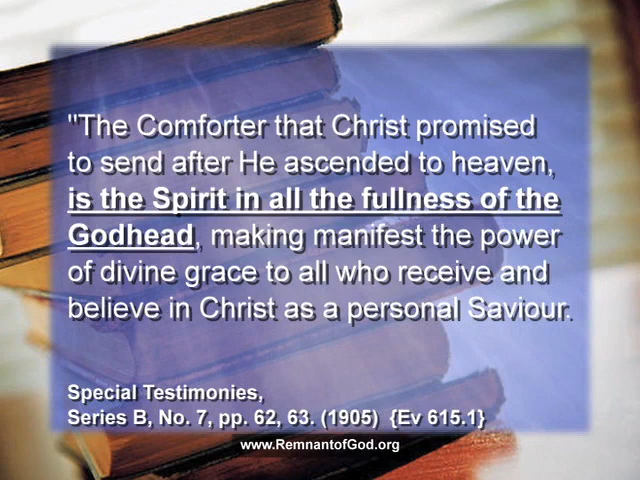 "The Comforter that Christ promised
to send after He ascended to heaven,
is the Spirit in all the fullness of the
Godhead, making manifest the power
of divine grace to all who receive and
believe in Christ as a personal Saviour.
Special Testimonies,
Series B, No. 7, pp. 62, 63. (1905)  {Ev 615.1}
www.RemnantofGod.org